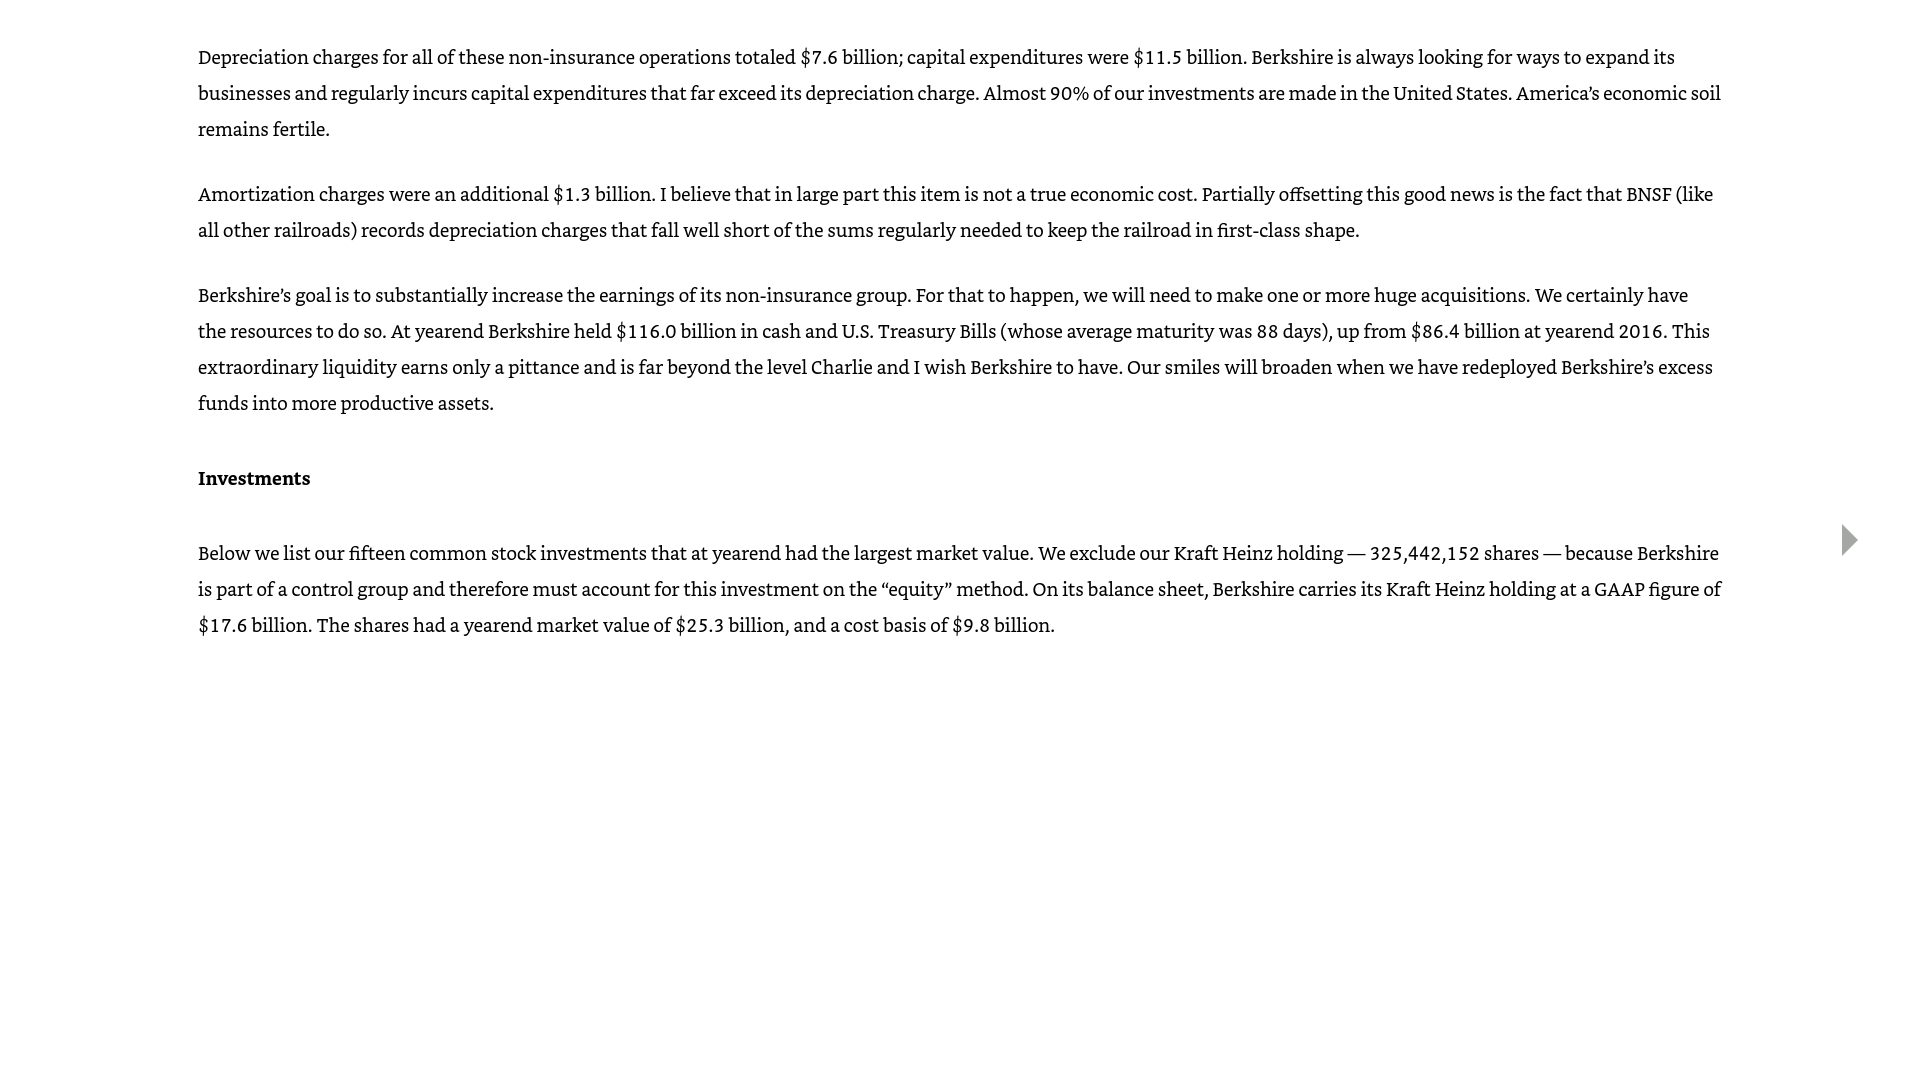 Depreciation charges for all of these non-insurance operations totaled $7.6 billion; capital expenditures were $11.5 billion. Berkshire is always looking for ways to expand its
businesses and regularly incurs capital expenditures that far exceed its depreciation charge. Almost 90% of our investments are made in the United States. America’s economic soil
remains fertile.
Amortization charges were an additional $1.3 billion. I believe that in large part this item is not a true economic cost. Partially offsetting this good news is the fact that BNSF (like
all other railroads) records depreciation charges that fall well short of the sums regularly needed to keep the railroad in first-class shape.
Berkshire’s goal is to substantially increase the earnings of its non-insurance group. For that to happen, we will need to make one or more huge acquisitions. We certainly have
the resources to do so. At yearend Berkshire held $116.0 billion in cash and U.S. Treasury Bills (whose average maturity was 88 days), up from $86.4 billion at yearend 2016. This
extraordinary liquidity earns only a pittance and is far beyond the level Charlie and I wish Berkshire to have. Our smiles will broaden when we have redeployed Berkshire’s excess
funds into more productive assets.
Investments
Below we list our fifteen common stock investments that at yearend had the largest market value. We exclude our Kraft Heinz holding — 325,442,152 shares — because Berkshire
is part of a control group and therefore must account for this investment on the “equity” method. On its balance sheet, Berkshire carries its Kraft Heinz holding at a GAAP figure of
$17.6 billion. The shares had a yearend market value of $25.3 billion, and a cost basis of $9.8 billion.